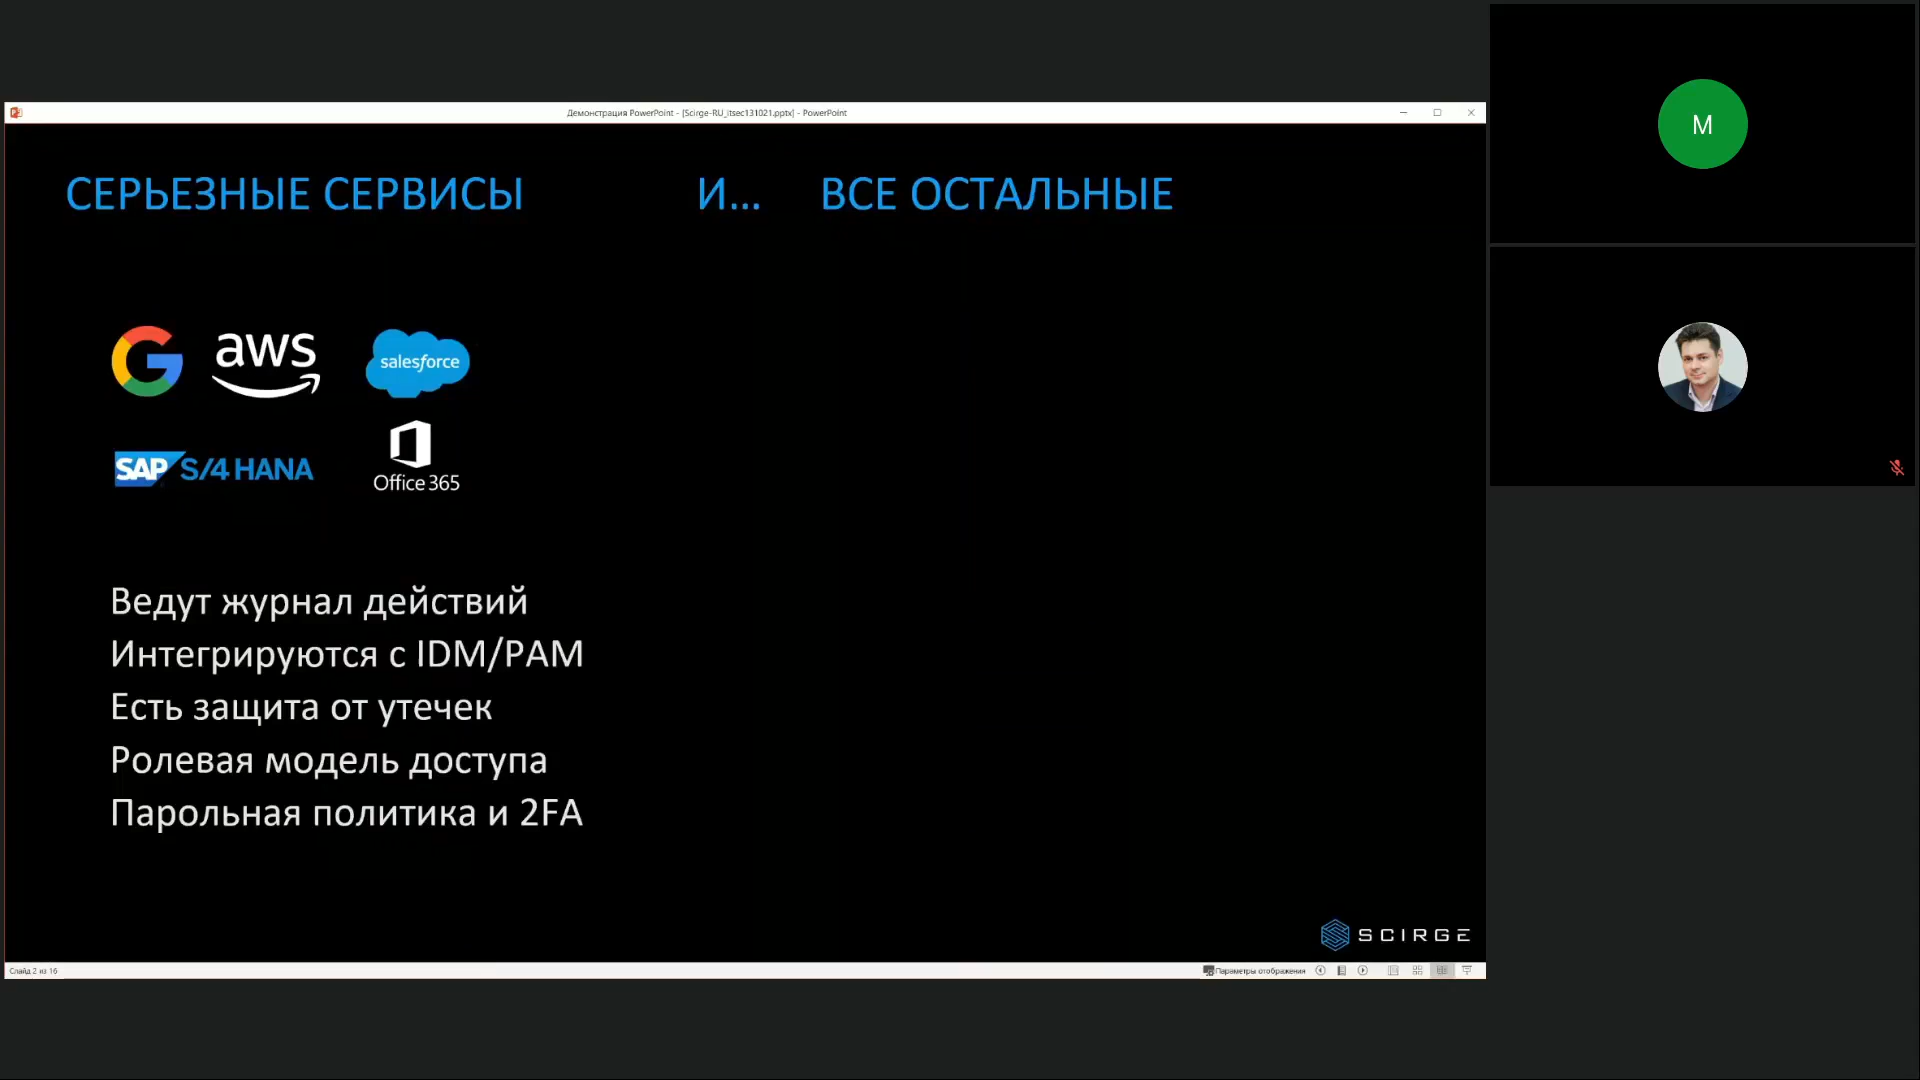 Демонстрация PowerPoint - [Scirge-RU_itsec131021.pptx] - PowerPoint
СЕРЬЕЗНЫЕ СЕРВИСЫ И... ВСЕ ОСТАЛЬНЫЕ
aws
salesforce
SAP S/4 HANA
Office 365
Ведут журнал действий
Интегрируются с IDM/PAM
Есть защита от утечек
Ролевая модель доступа
Парольная политика и 2FA
SCIRGE
Слайд 2 из 16
Параметры отображения
M